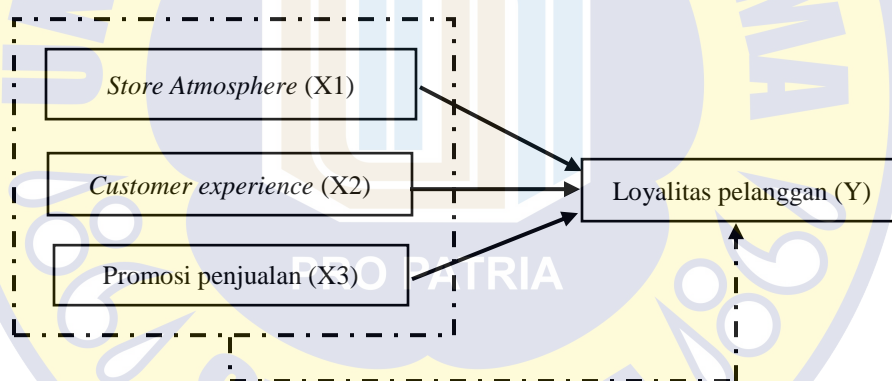 Store Atmosphere (X1)
Customer experience (X2)
Loyalitas pelanggan (Y)
Promosi penjualan (X3)
PRO PATRIA